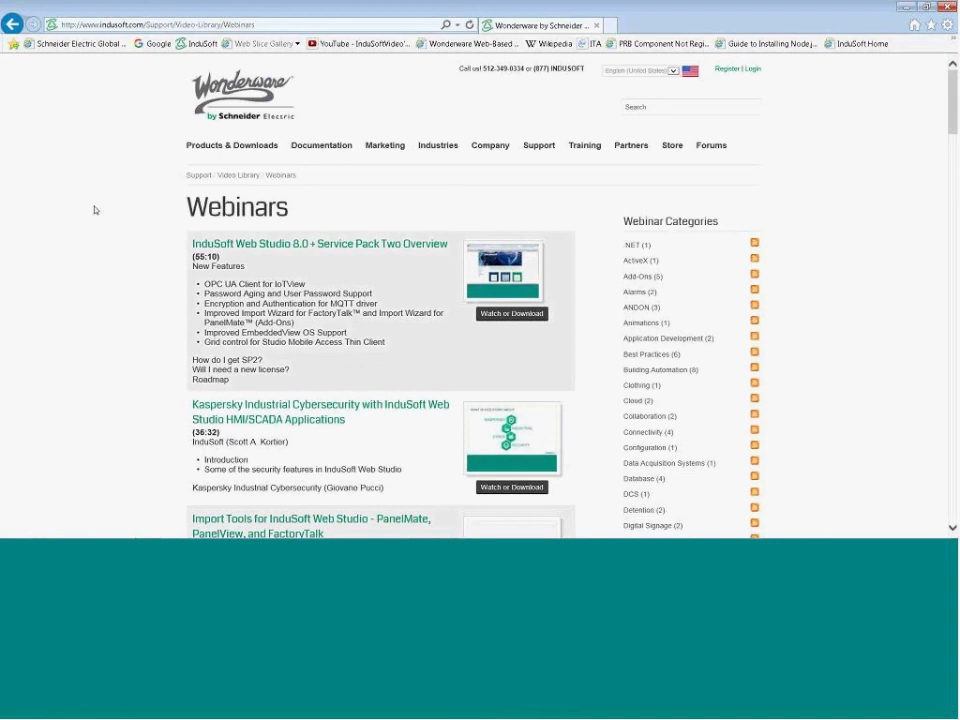 http://www.indusoft.com/Support/Video-Library/Webinars
Wonderware by Schneider ...
Schneider Electric Global ...
Google
InduSoft
Web Slice Gallery
YouTube - InduSoftVideo'...
Wonderware Web-Based ...
Wikipedia
ITA
PRB Component Not Regi...
Guide to Installing Node.j...
InduSoft Home
Wonderware
by Schneider Electric
Call us! 512-349-0334 or (877) INDUSOFT
English (United States)
Register | Login
Search
Products & Downloads
Documentation
Marketing
Industries
Company
Support
Training
Partners
Store
Forums
Support / Video Library / Webinars
Webinars
InduSoft Web Studio 8.0 + Service Pack Two Overview
(55:10)
New Features
• OPC UA Client for IoTView
• Password Aging and User Password Support
• Encryption and Authentication for MQTT driver
• Improved Import Wizard for FactoryTalk™ and Import Wizard for
PanelMate™ (Add-Ons)
• Improved EmbeddedView OS Support
• Grid control for Studio Mobile Access Thin Client
How do I get SP2?
Will I need a new license?
Roadmap
Watch or Download
Kaspersky Industrial Cybersecurity with InduSoft Web
Studio HMI/SCADA Applications
(36:32)
InduSoft (Scott A. Kortier)
• Introduction
• Some of the security features in InduSoft Web Studio
Kaspersky Industrial Cybersecurity (Giovane Pucci)
Watch or Download
Import Tools for InduSoft Web Studio - PanelMate,
PanelView, and FactoryTalk
Webinar Categories
.NET (1)
ActiveX (1)
Add-Ons (5)
Alarms (2)
ANDON (3)
Animations (1)
Application Development (2)
Best Practices (6)
Building Automation (8)
Clothing (1)
Cloud (2)
Collaboration (2)
Connectivity (4)
Configuration (1)
Data Acquisition Systems (1)
Database (4)
DCS (1)
Detention (2)
Digital Signage (2)